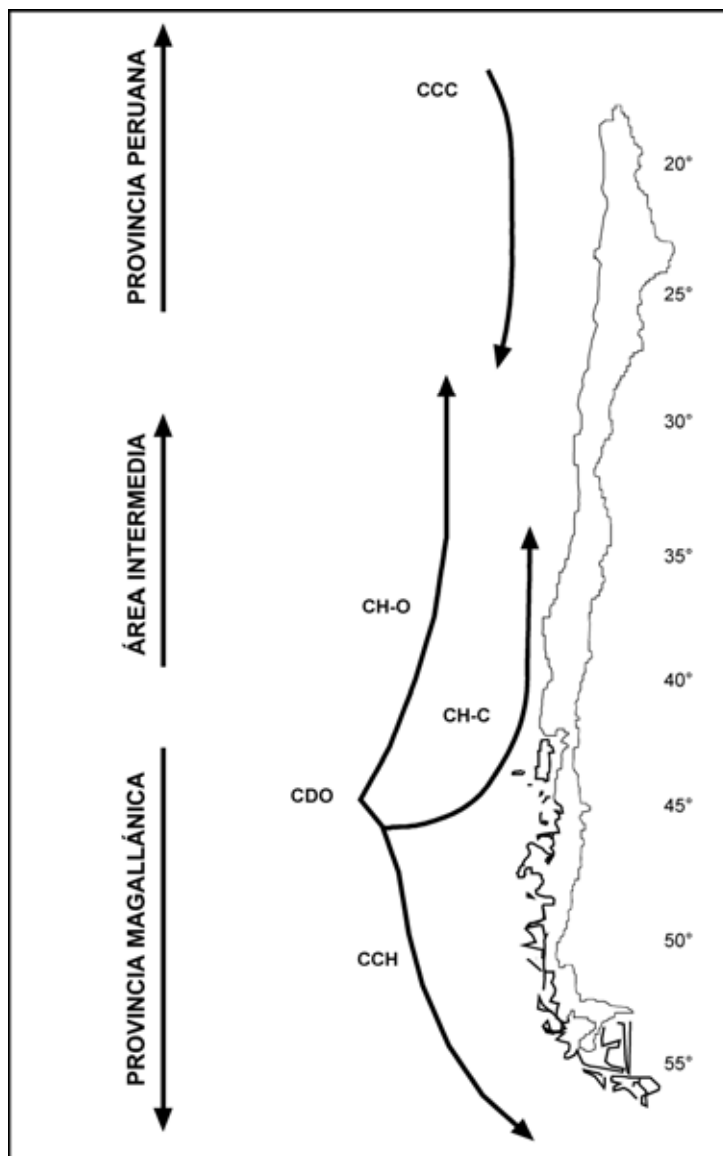 PROVINCIA PERUANA
CCC
20°
25°
30°
ÁREA INTERMEDIA
35°
CH-O
40°
CH-C
CDO
45°
PROVINCIA MAGALLÁNICA
CCH
50°
55°